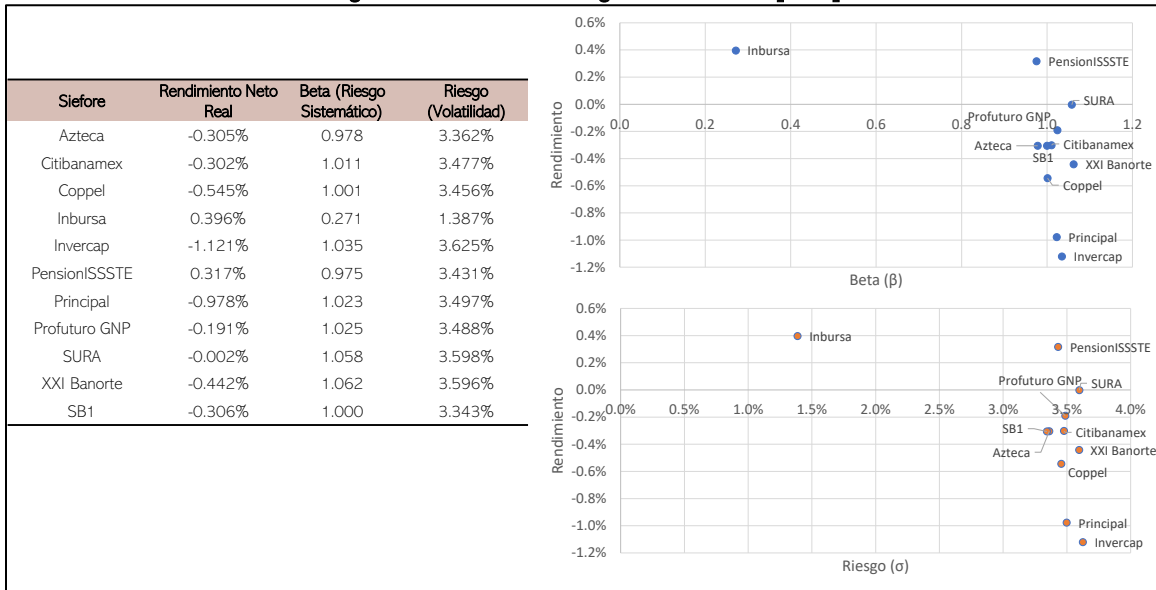 Siefore Rendimiento Neto Real Beta (Riesgo Sistemático) Riesgo (Volatilidad)
Azteca -0.305% 0.978 3.362%
Citibanamex -0.302% 1.011 3.477%
Coppel -0.545% 1.001 3.456%
Inbursa 0.396% 0.271 1.387%
Invercap -1.121% 1.035 3.625%
PensionISSSTE 0.317% 0.975 3.431%
Principal -0.978% 1.023 3.497%
Profuturo GNP -0.191% 1.025 3.488%
SURA -0.002% 1.058 3.598%
XXI Banorte -0.442% 1.062 3.596%
SB1 -0.306% 1.000 3.343%
Rendimiento
0.6%
0.4%
0.2%
0.0%
-0.2%
-0.4%
-0.6%
-0.8%
-1.0%
-1.2%
0.0 0.2 0.4 0.6 0.8 1.0 1.2
Inbursa
PensionISSSTE
SURA
Profuturo GNP
Azteca
Citibanamex
SB1
XXI Banorte
Coppel
Principal
Invercap
Beta (β)
Rendimiento
0.6%
0.4%
0.2%
0.0%
-0.2%
-0.4%
-0.6%
-0.8%
-1.0%
-1.2%
0.0% 0.5% 1.0% 1.5% 2.0% 2.5% 3.0% 3.5% 4.0%
Inbursa
PensionISSSTE
Profuturo GNP
SURA
SB1
Citibanamex
Azteca
XXI Banorte
Coppel
Principal
Invercap
Riesgo (σ)